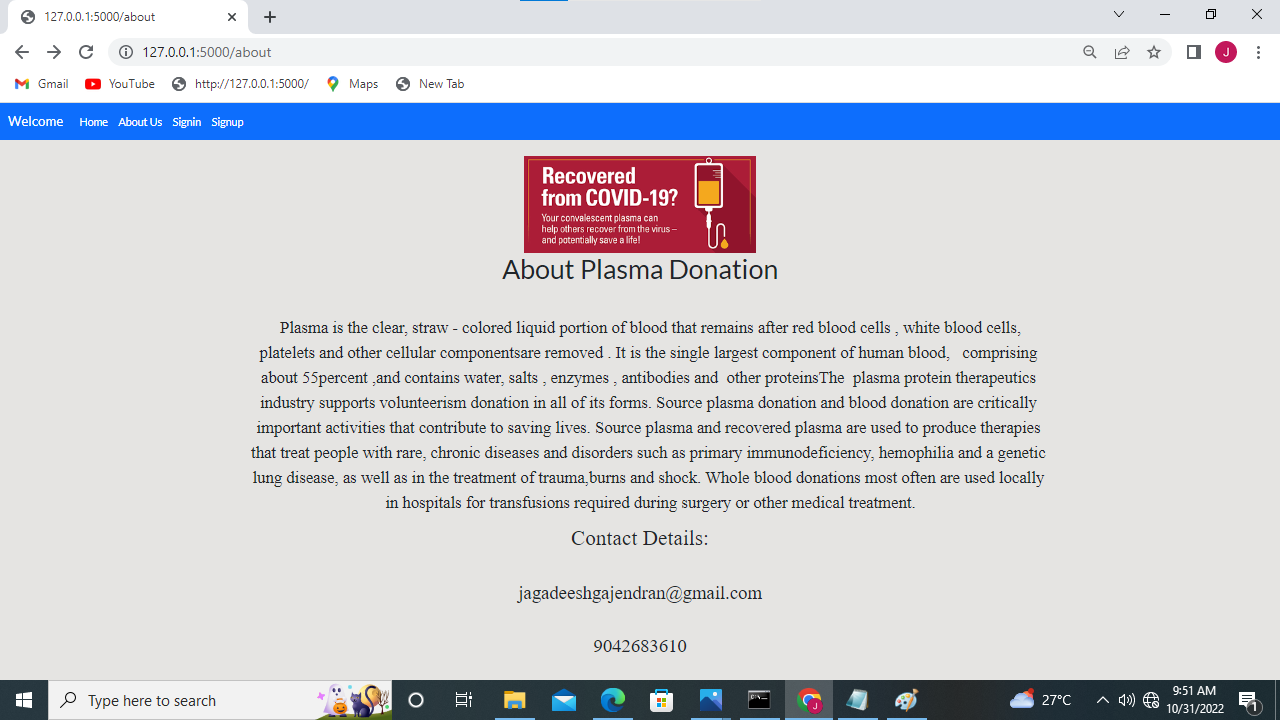 127.0.0.1:5000/about
127.0.0.1:5000/about
J
Gmail YouTube http://127.0.0.1:5000/ Maps New Tab
Welcome Home About Us Signin Signup
Recovered
from COVID-19?
Your convalescent plasma can
help others recover from the virus –
and potentially save a life!
About Plasma Donation
Plasma is the clear, straw - colored liquid portion of blood that remains after red blood cells , white blood cells,
platelets and other cellular componentsare removed . It is the single largest component of human blood,   comprising
about 55percent ,and contains water, salts , enzymes , antibodies and  other proteinsThe  plasma protein therapeutics
industry supports volunteerism donation in all of its forms. Source plasma donation and blood donation are critically
important activities that contribute to saving lives. Source plasma and recovered plasma are used to produce therapies
that treat people with rare, chronic diseases and disorders such as primary immunodeficiency, hemophilia and a genetic
lung disease, as well as in the treatment of trauma,burns and shock. Whole blood donations most often are used locally
in hospitals for transfusions required during surgery or other medical treatment.
Contact Details:
jagadeeshgajendran@gmail.com
9042683610
Type here to search
J
27°C
9:51 AM
10/31/2022
1